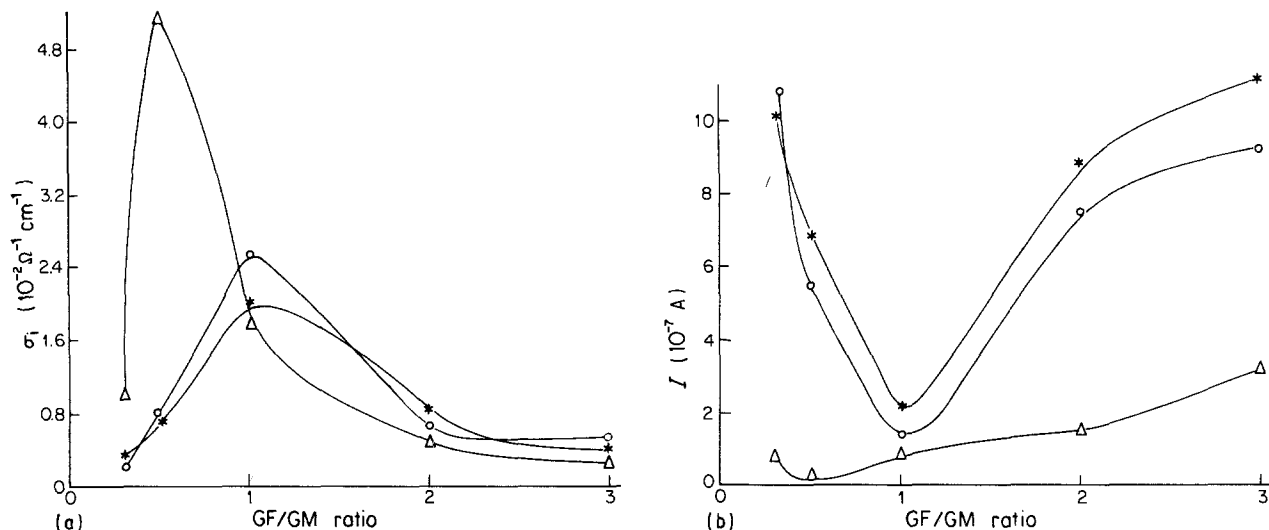 4.8
4.0
3.2
2.4
1.6
0.8
0
σi (10⁻² Ω⁻¹ cm⁻¹)
0 1 2 3
(a) GF/GM ratio
10
8
6
4
2
0
I (10⁻⁷ A)
0 1 2 3
(b) GF/GM ratio